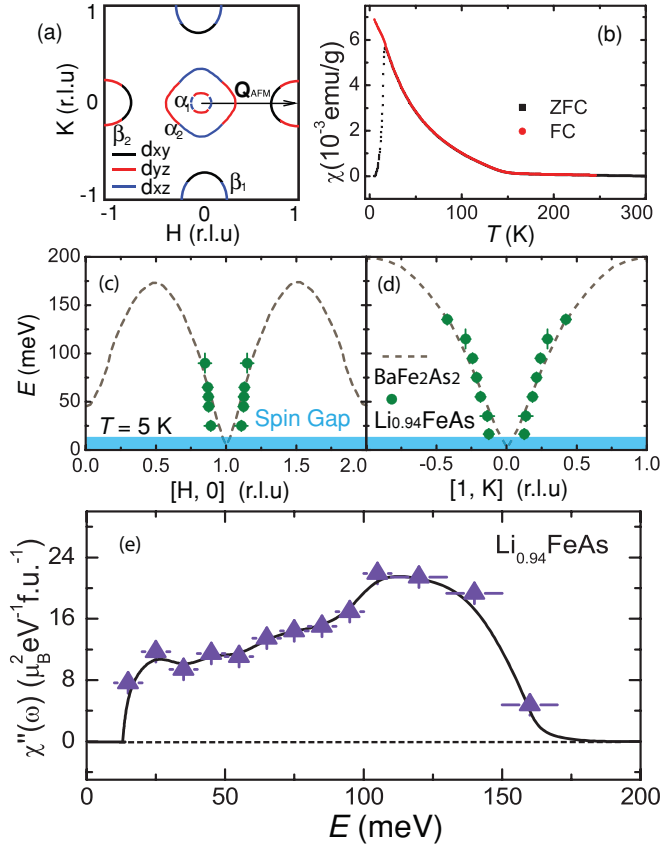 (a)
K (r.l.u)
1
0
-1
α1
α2
QAFM
β2
dxy
dyz
dxz
β1
-1
0
1
H (r.l.u)
(b)
χ(10⁻³emu/g)
6
4
2
0
ZFC
FC
0
100
200
300
T (K)
(c)
E (meV)
200
150
100
50
0
T = 5 K
Spin Gap
0.0
0.5
1.0
1.5
2.0
[H, 0] (r.l.u)
(d)
BaFe2As2
Li0.94FeAs
-0.5
0.0
0.5
1.0
[1, K] (r.l.u)
(e)
Li0.94FeAs
χ"(ω) (μB²eV⁻¹f.u.⁻¹)
24
16
8
0
0
50
100
150
200
E (meV)